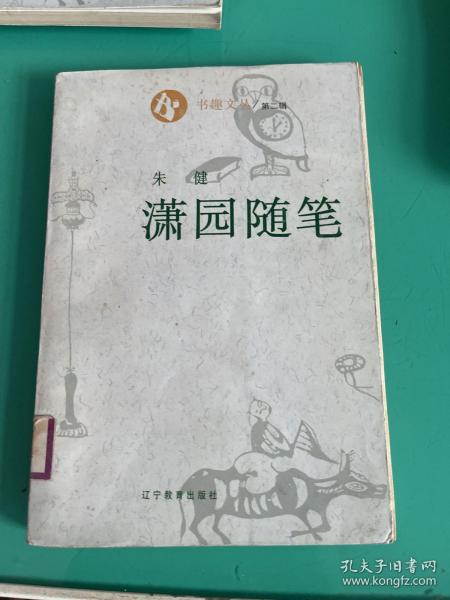 书趣文丛 第二辑
朱 健
潇园随笔
辽宁教育出版社
孔夫子旧书网
www.kongfz.com